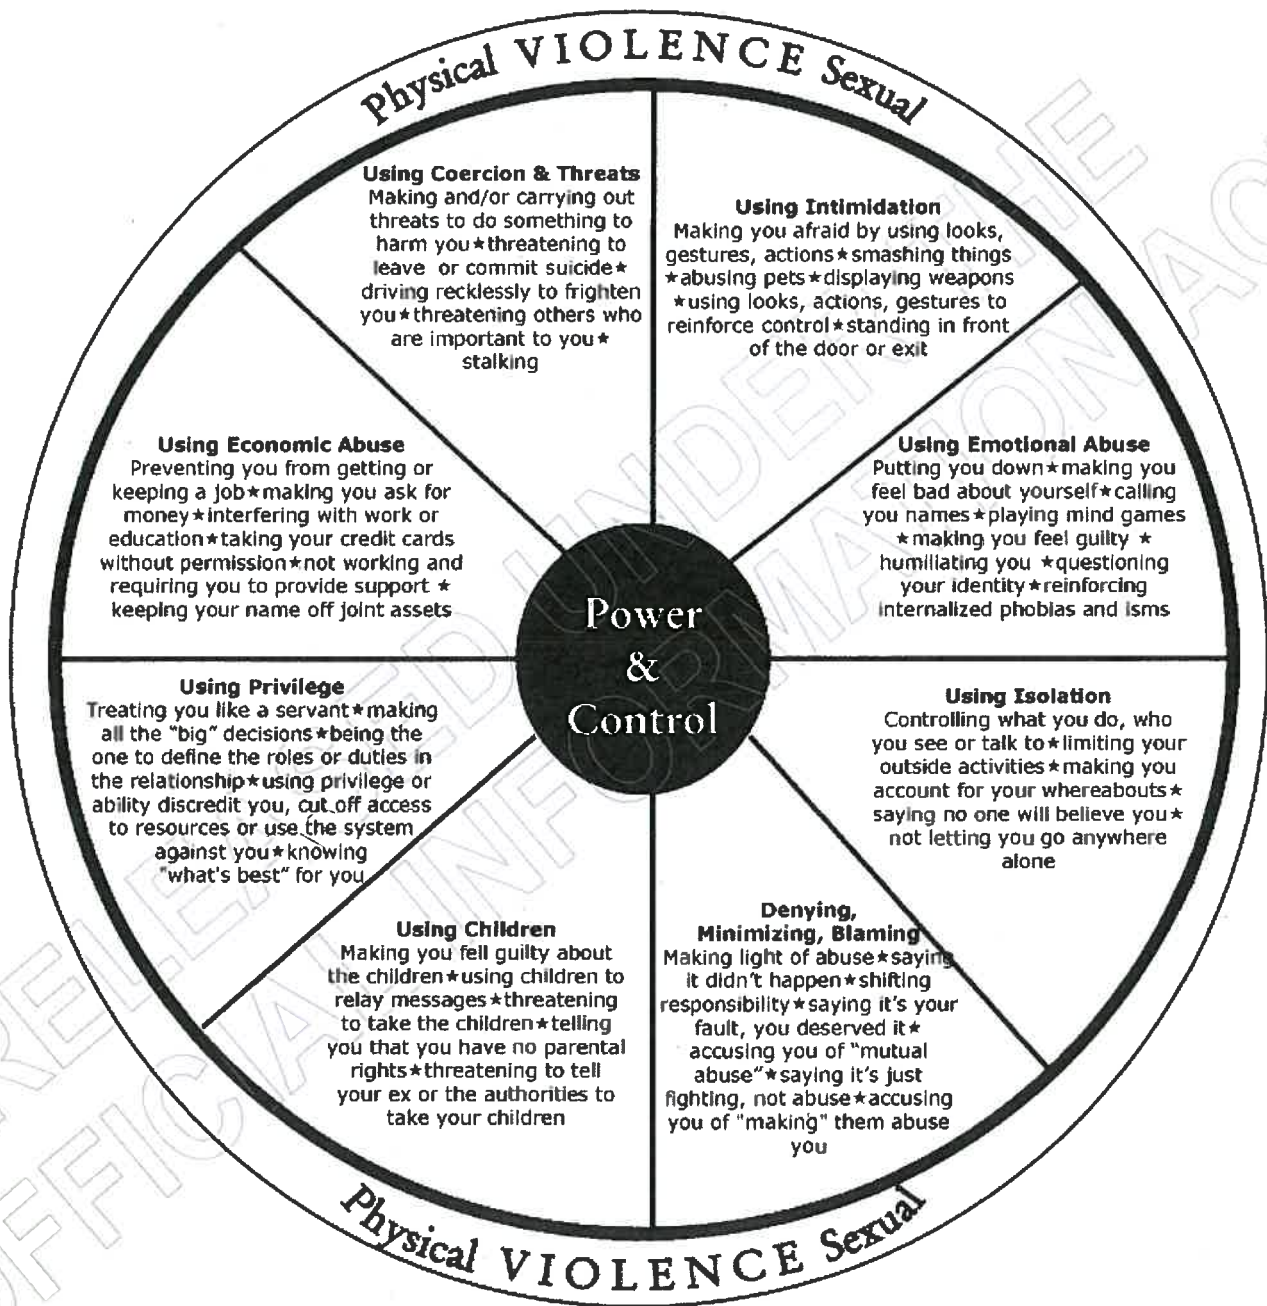 Physical VIOLENCE Sexual
Using Coercion & Threats
Making and/or carrying out
threats to do something to
harm you★threatening to
leave or commit suicide★
driving recklessly to frighten
you★threatening others who
are important to you★
stalking
Using Intimidation
Making you afraid by using looks,
gestures, actions★smashing things
★abusing pets★displaying weapons
★using looks, actions, gestures to
reinforce control★standing in front
of the door or exit
Using Economic Abuse
Preventing you from getting or
keeping a job★making you ask for
money★interfering with work or
education★taking your credit cards
without permission★not working and
requiring you to provide support ★
keeping your name off joint assets
Using Emotional Abuse
Putting you down★making you
feel bad about yourself★calling
you names★playing mind games
★making you feel guilty ★
humiliating you ★questioning
your identity★reinforcing
internalized phobias and isms
Power
&
Control
Using Privilege
Treating you like a servant★making
all the "big" decisions★being the
one to define the roles or duties in
the relationship★using privilege or
ability discredit you, cut off access
to resources or use the system
against you★knowing
"what's best" for you
Using Isolation
Controlling what you do, who
you see or talk to★limiting your
outside activities★making you
account for your whereabouts★
saying no one will believe you★
not letting you go anywhere
alone
Using Children
Making you fell guilty about
the children★using children to
relay messages★threatening
to take the children★telling
you that you have no parental
rights★threatening to tell
your ex or the authorities to
take your children
Denying,
Minimizing, Blaming
Making light of abuse★saying
it didn't happen★shifting
responsibility★saying it's your
fault, you deserved it★
accusing you of "mutual
abuse"★saying it's just
fighting, not abuse★accusing
you of "making" them abuse
you
Physical VIOLENCE Sexual
RELEASED UNDER THE
OFFICIAL INFORMATION AC